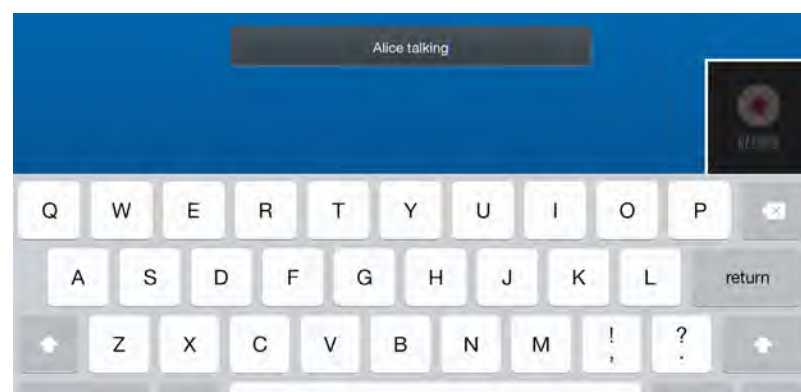 Alice talking
Q W E R T Y U I O P
A S D F G H J K L return
Z X C V B N M ! , ? .